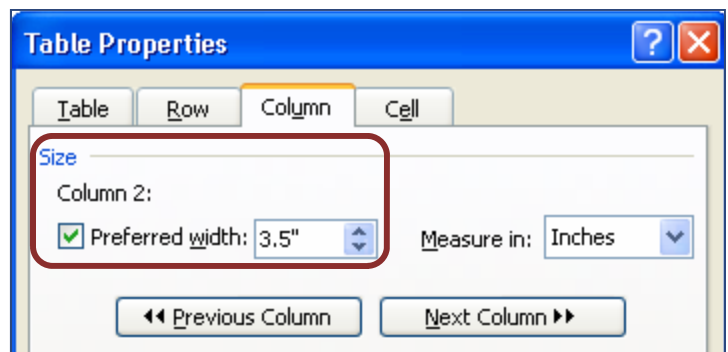 Table Properties
Table Row Column Cell
Size
Column 2:
Preferred width: 3.5" Measure in: Inches
Previous Column Next Column